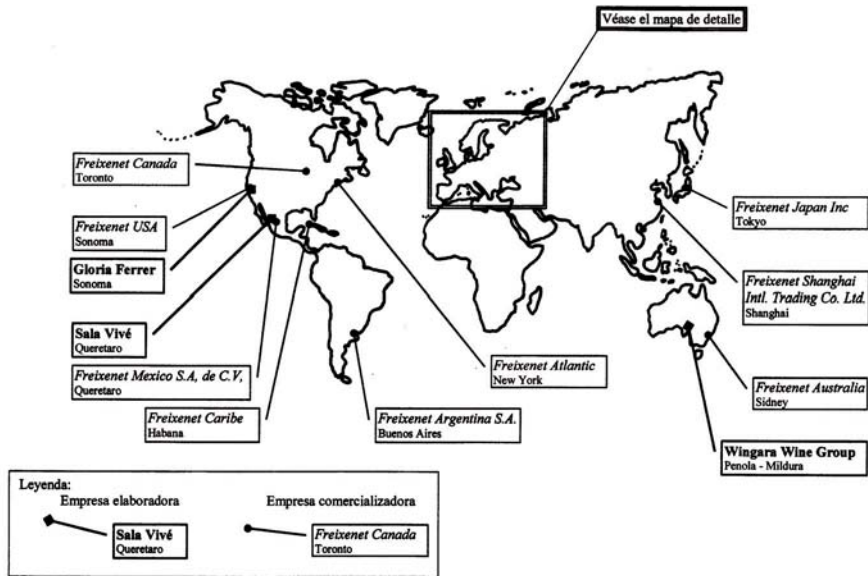 Véase el mapa de detalle
Freixenet Canada
Toronto
Freixenet USA
Sonoma
Gloria Ferrer
Sonoma
Sala Vivé
Queretaro
Freixenet Mexico S.A, de C.V,
Queretaro
Freixenet Caribe
Habana
Freixenet Argentina S.A.
Buenos Aires
Freixenet Atlantic
New York
Freixenet Japan Inc
Tokyo
Freixenet Shanghai
Intl. Trading Co. Ltd.
Shanghai
Freixenet Australia
Sidney
Wingara Wine Group
Penola - Mildura
Leyenda:
Empresa elaboradora
Empresa comercializadora
Sala Vivé
Queretaro
Freixenet Canada
Toronto